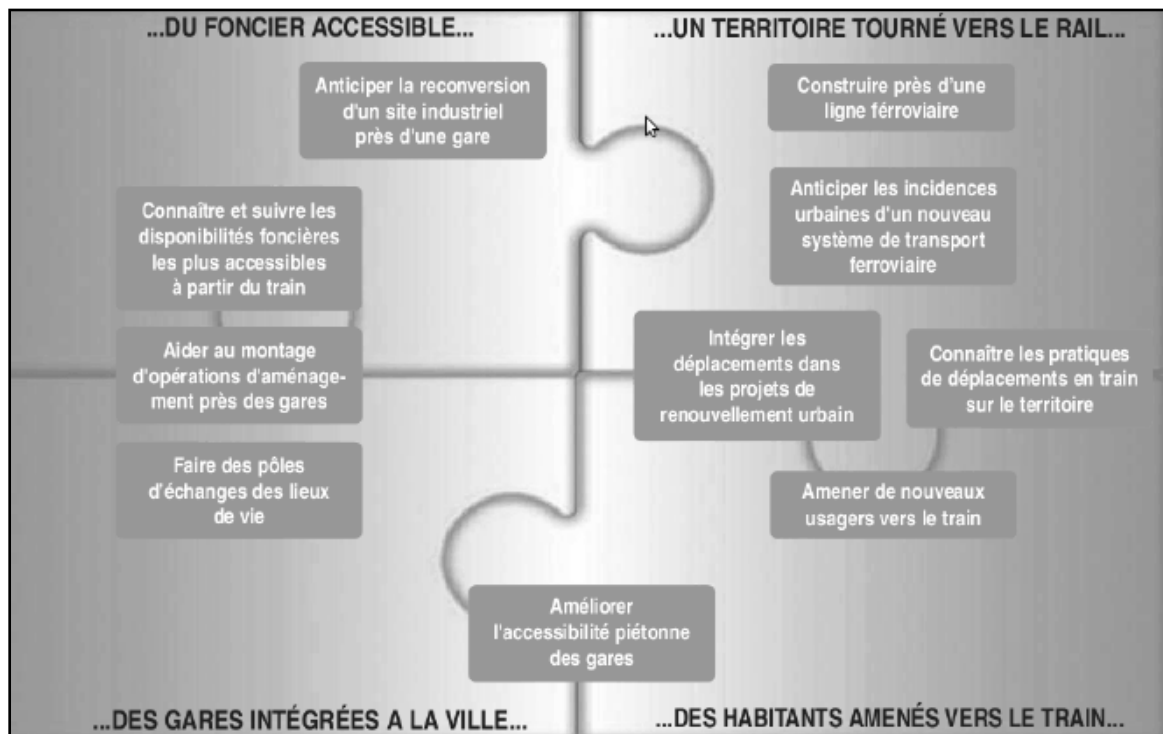 ...DU FONCIER ACCESSIBLE...
...UN TERRITOIRE TOURNÉ VERS LE RAIL...
Anticiper la reconversion
d'un site industriel
près d'une gare
Construire près d'une
ligne férroviaire
Connaître et suivre les
disponibilités foncières
les plus accessibles
à partir du train
Anticiper les incidences
urbaines d'un nouveau
système de transport
ferroviaire
Aider au montage
d'opérations d'aménage-
ment près des gares
Intégrer les
déplacements dans
les projets de
renouvellement urbain
Connaître les pratiques
de déplacements en train
sur le territoire
Faire des pôles
d'échanges des lieux
de vie
Amener de nouveaux
usagers vers le train
Améliorer
l'accessibilité piétonne
des gares
...DES GARES INTÉGRÉES A LA VILLE...
...DES HABITANTS AMENÉS VERS LE TRAIN...